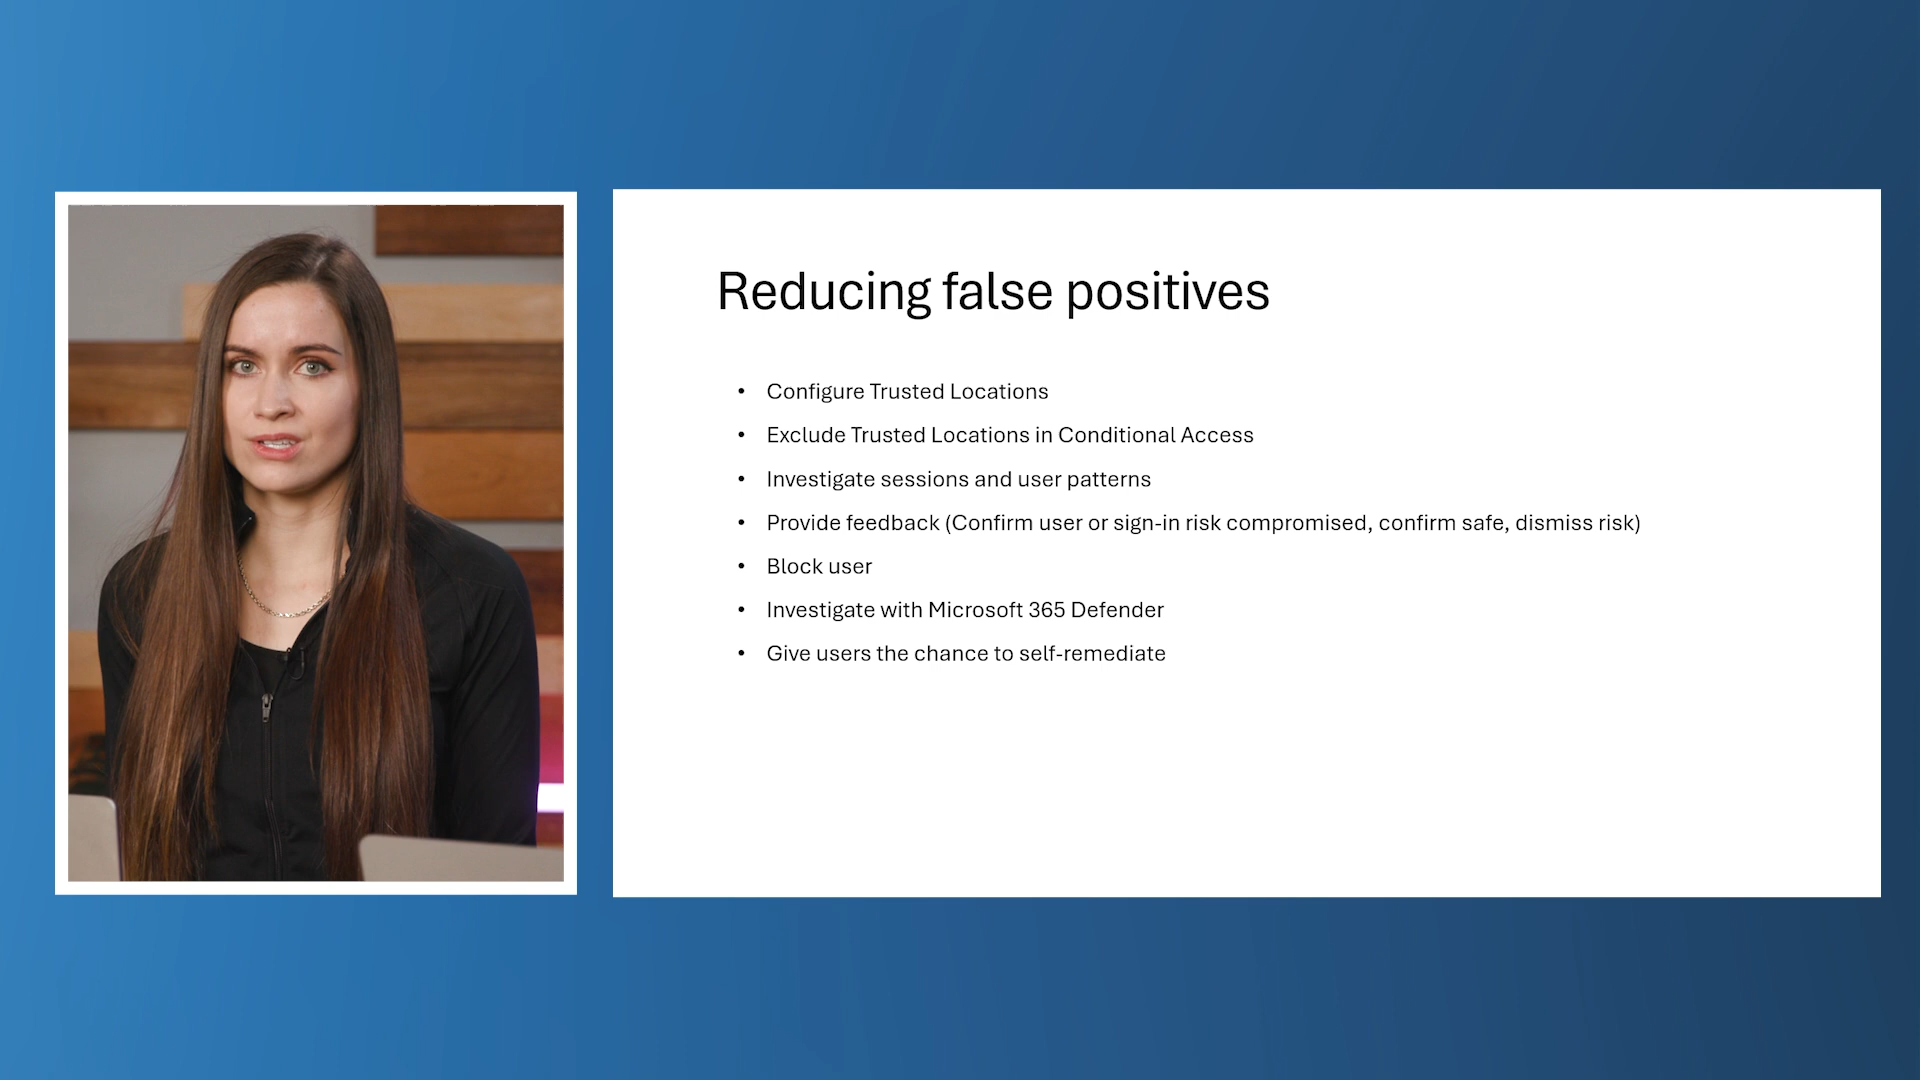 Reducing false positives
• Configure Trusted Locations
• Exclude Trusted Locations in Conditional Access
• Investigate sessions and user patterns
• Provide feedback (Confirm user or sign-in risk compromised, confirm safe, dismiss risk)
• Block user
• Investigate with Microsoft 365 Defender
• Give users the chance to self-remediate